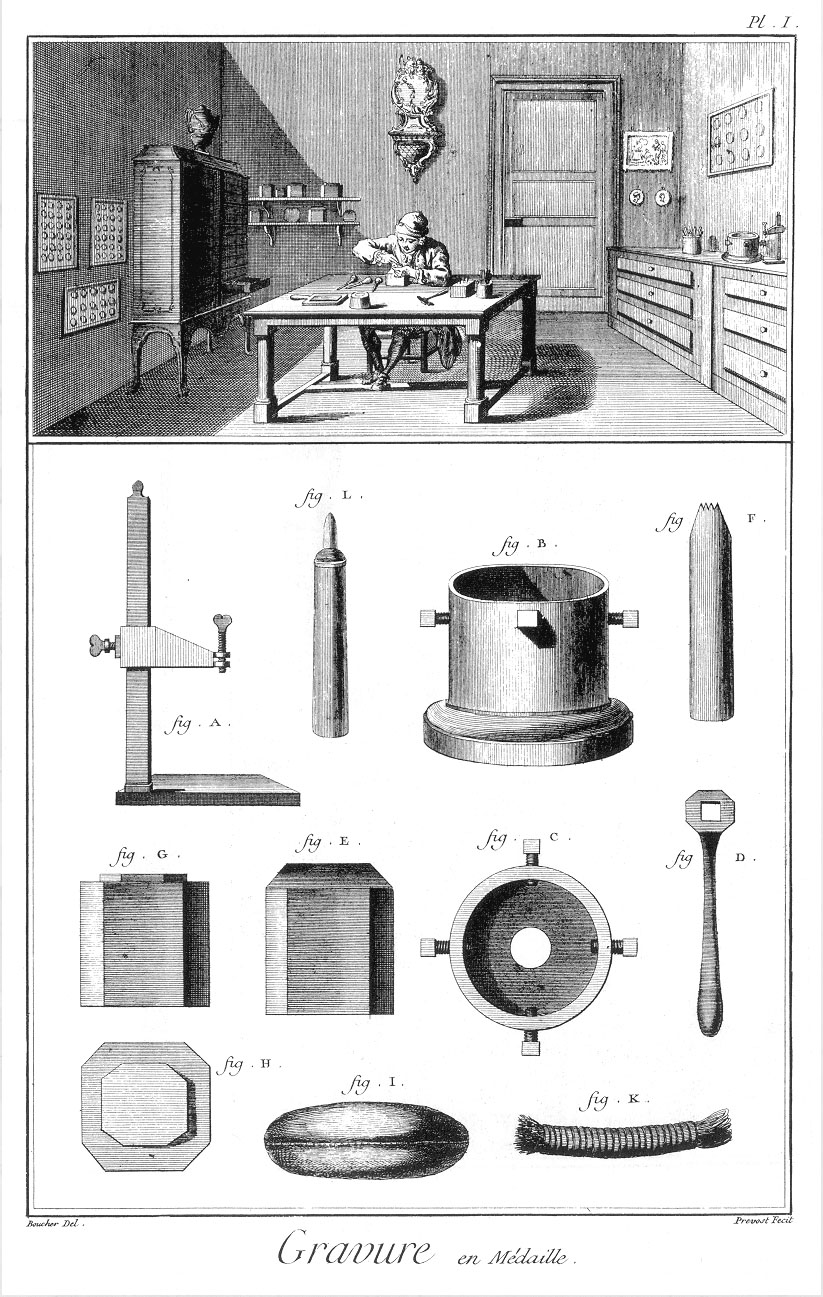 Pl . I .
fig . L .
fig F .
fig . B .
fig . A .
fig . G .
fig . E .
fig . C .
fig D .
fig . H .
fig . I .
fig . K .
Boucher Del .
Prevost Fecit
Gravure en Médaille .